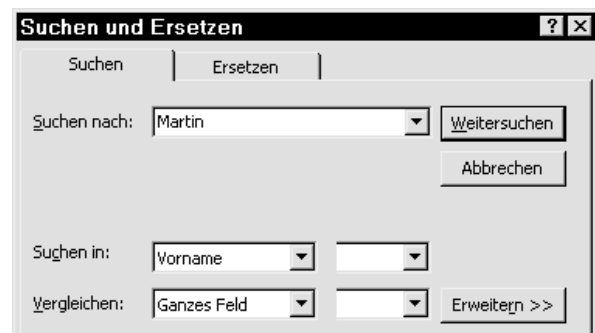 Suchen und Ersetzen ? ×
Suchen Ersetzen
Suchen nach: Martin Weitersuchen
Abbrechen
Suchen in: Vorname
Vergleichen: Ganzes Feld Erweitern >>